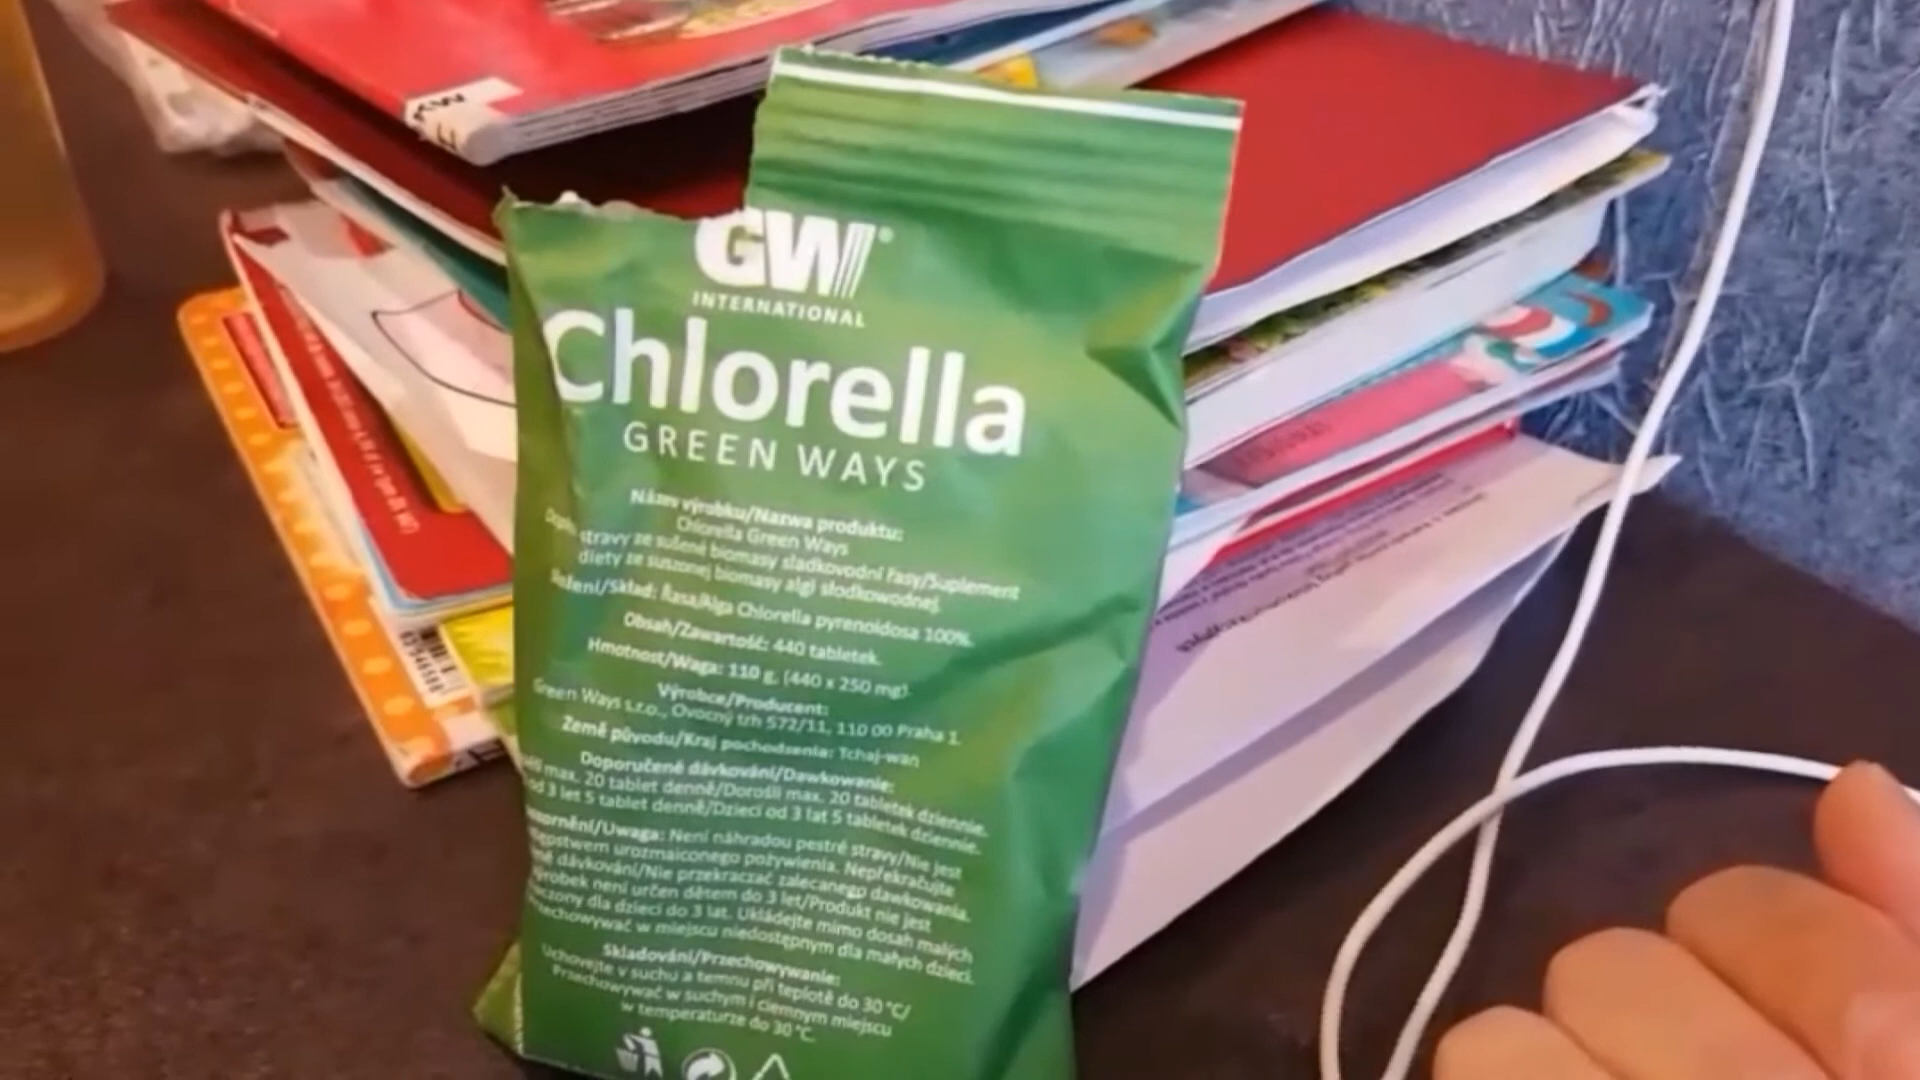 GW®
INTERNATIONAL
Chlorella
GREEN WAYS
Název výrobku/Nazwa produktu:
Chlorella Green Ways
stravy ze sušené biomasy sladkovodní řasy/Suplement
diety ze suszonej biomasy algi słodkowodnej.
Složení/Skład: Řasa/Alga Chlorella pyrenoidosa 100%.
Obsah/Zawartość: 440 tabletek.
Hmotnost/Waga: 110 g, (440 x 250 mg).
Výrobce/Producent:
Green Ways s.r.o., Ovocný trh 572/11, 110 00 Praha 1.
Země původu/Kraj pochodzenia: Tchaj-wan
Doporučené dávkování/Dawkowanie:
max. 20 tablet denně/Dorośli max. 20 tabletek dziennie.
od 3 let 5 tablet denně/Dzieci od 3 lat 5 tabletek dziennie.
Není náhradou pestré stravy/Nie jest
urozmaiconego pożywienia. Nepřekračujte
dávkování/Nie przekraczać zalecanego dawkowania.
není určen dětem do 3 let/Produkt nie jest
dla dzieci do 3 lat. Ukládejte mimo dosah malých
w miejscu niedostępnym dla małych dzieci.
Skladování/Przechowywanie:
Uchovejte v suchu a temnu při teplotě do 30 °C/
Przechowywać w suchym i ciemnym miejscu
w temperaturze do 30 °C.